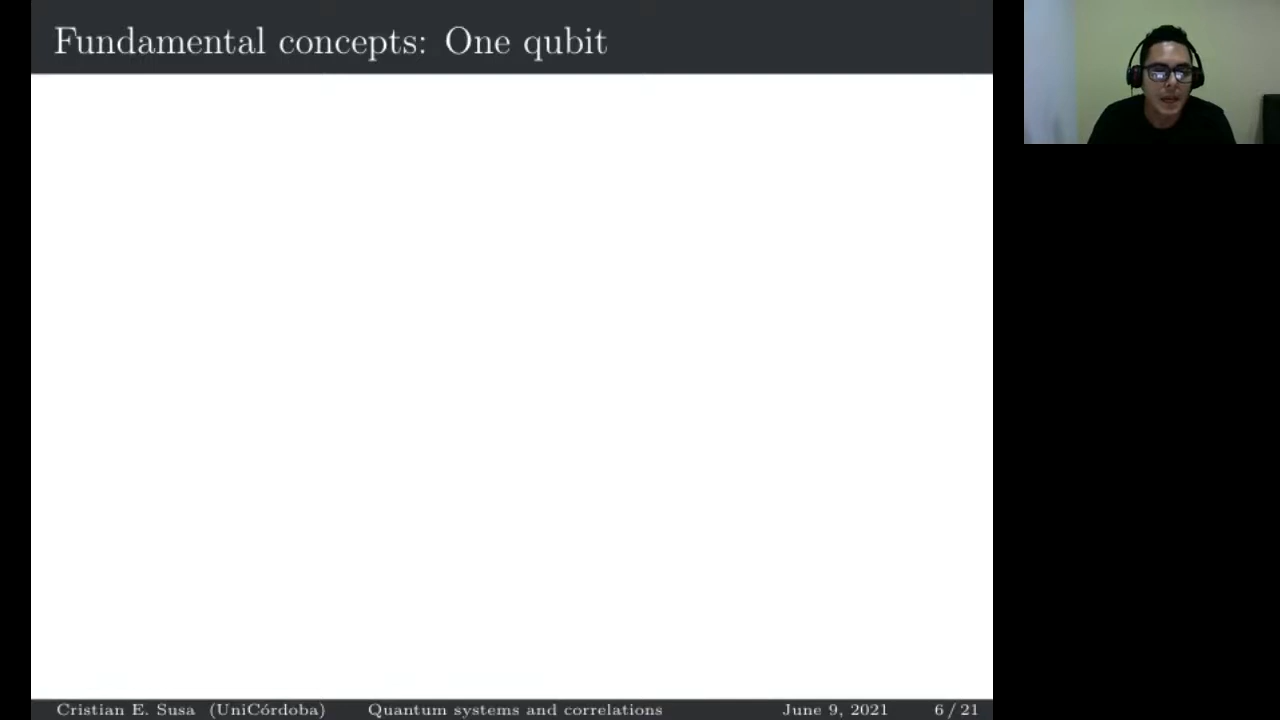 Fundamental concepts: One qubit
Cristian E. Susa (UniCórdoba) Quantum systems and correlations June 9, 2021 6 / 21